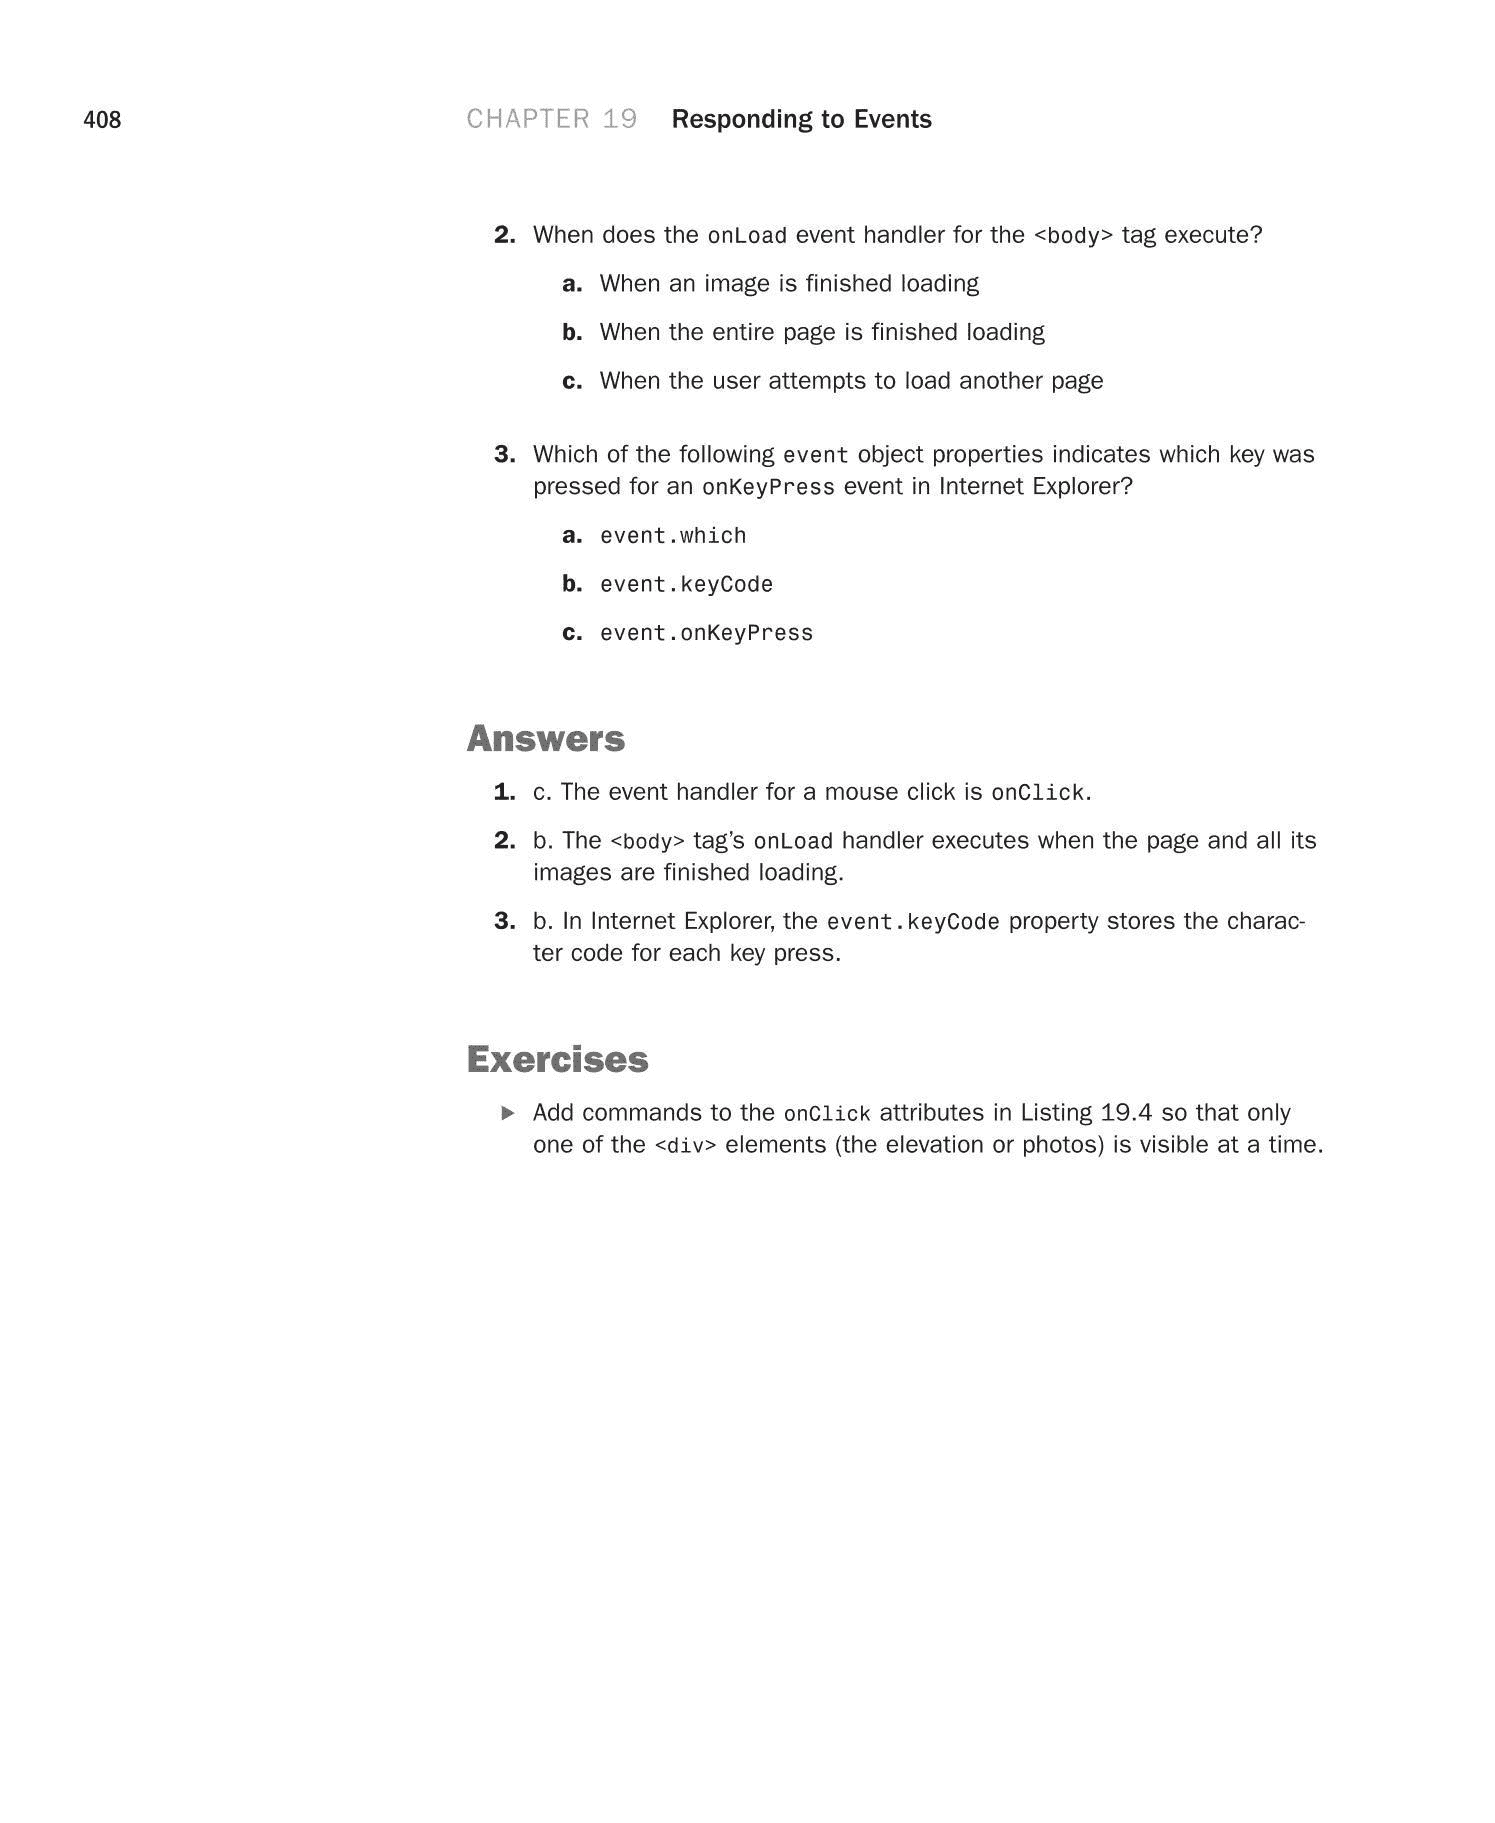 408 CHAPTER 19 Responding to Events
2. When does the onLoad event handler for the <body> tag execute?
a. When an image is finished loading
b. When the entire page is finished loading
c. When the user attempts to load another page
3. Which of the following event object properties indicates which key was
pressed for an onKeyPress event in Internet Explorer?
a. event.which
b. event.keyCode
c. event.onKeyPress
Answers
1. c. The event handler for a mouse click is onClick.
2. b. The <body> tag’s onLoad handler executes when the page and all its
images are finished loading.
3. b. In Internet Explorer, the event.keyCode property stores the charac-
ter code for each key press.
Exercises
▶ Add commands to the onClick attributes in Listing 19.4 so that only
one of the <div> elements (the elevation or photos) is visible at a time.